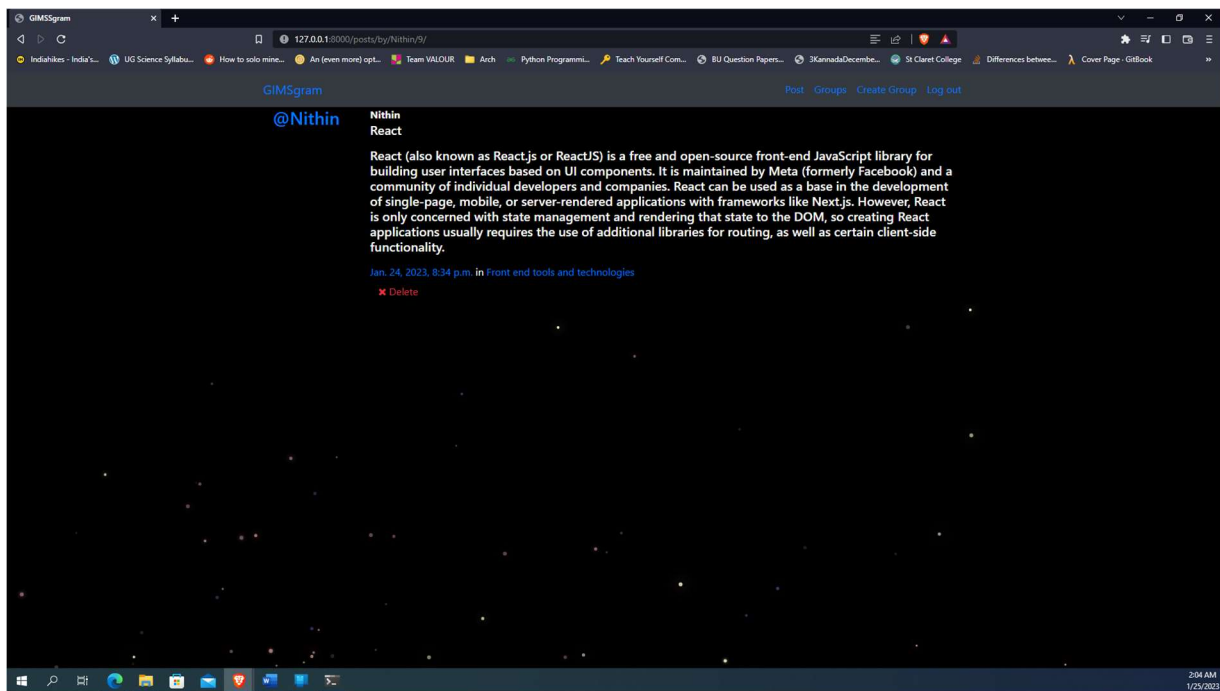 GIMSSgram
127.0.0.1:8000/posts/by/Nithin/9/
Indiahikes - India's... UG Science Syllabu... How to solo mine... An (even more) opt... Team VALOUR Arch Python Programmi... Teach Yourself Com... BU Question Papers... 3KannadaDecembe... St Claret College Differences betwee... Cover Page · GitBook »
GIMSgram Post Groups Create Group Log out
@Nithin
Nithin
React
React (also known as React.js or ReactJS) is a free and open-source front-end JavaScript library for
building user interfaces based on UI components. It is maintained by Meta (formerly Facebook) and a
community of individual developers and companies. React can be used as a base in the development
of single-page, mobile, or server-rendered applications with frameworks like Next.js. However, React
is only concerned with state management and rendering that state to the DOM, so creating React
applications usually requires the use of additional libraries for routing, as well as certain client-side
functionality.
Jan. 24, 2023, 8:34 p.m. in Front end tools and technologies
Delete
2:04 AM
1/25/2023